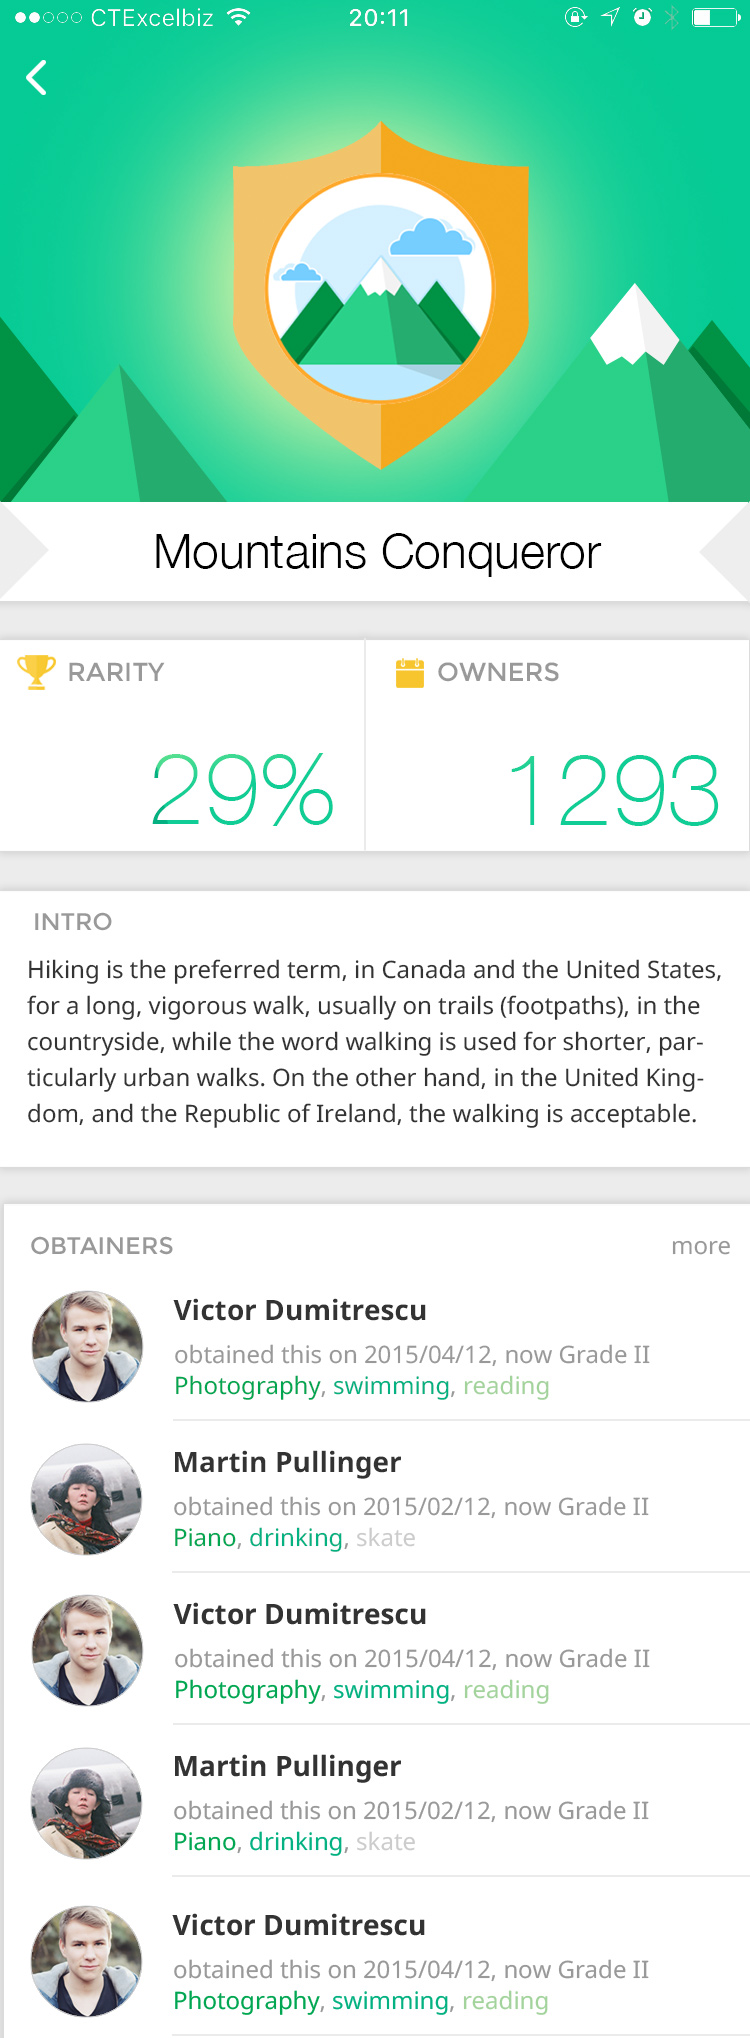 CTExcelbiz
20:11
Mountains Conqueror
RARITY
OWNERS
29%
1293
INTRO
Hiking is the preferred term, in Canada and the United States,
for a long, vigorous walk, usually on trails (footpaths), in the
countryside, while the word walking is used for shorter, par-
ticularly urban walks. On the other hand, in the United King-
dom, and the Republic of Ireland, the walking is acceptable.
OBTAINERS
more
Victor Dumitrescu
obtained this on 2015/04/12, now Grade II
Photography, swimming, reading
Martin Pullinger
obtained this on 2015/02/12, now Grade II
Piano, drinking, skate
Victor Dumitrescu
obtained this on 2015/04/12, now Grade II
Photography, swimming, reading
Martin Pullinger
obtained this on 2015/02/12, now Grade II
Piano, drinking, skate
Victor Dumitrescu
obtained this on 2015/04/12, now Grade II
Photography, swimming, reading